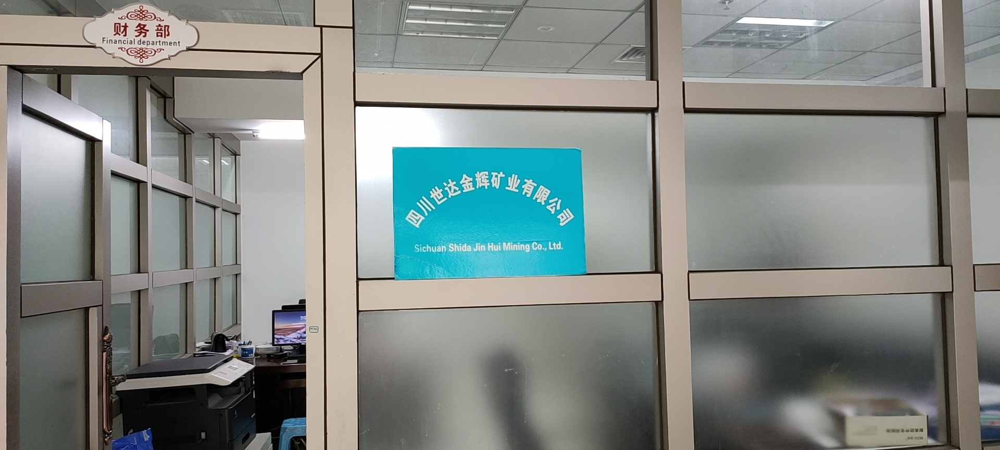 财务部
Financial department
四川世达金辉矿业有限公司
Sichuan Shida Jin Hui Mining Co., Ltd.